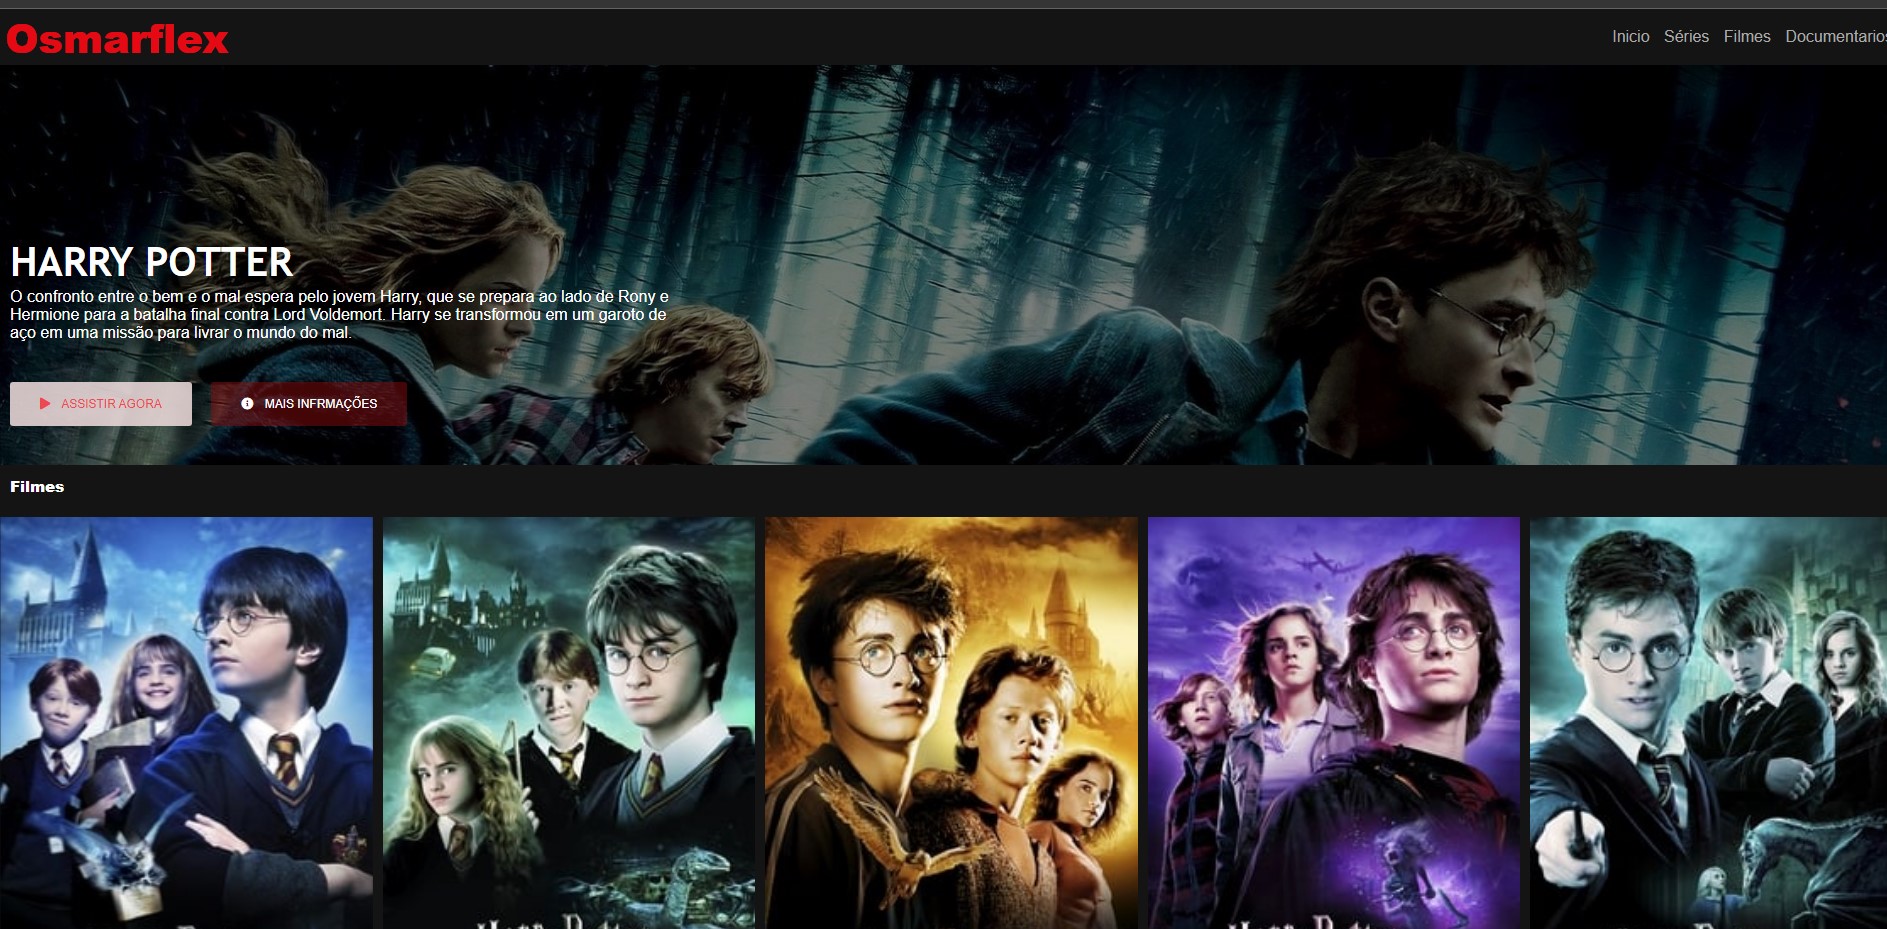 Osmarflex
Inicio Séries Filmes Documentarios
HARRY POTTER
O confronto entre o bem e o mal espera pelo jovem Harry, que se prepara ao lado de Rony e
Hermione para a batalha final contra Lord Voldemort. Harry se transformou em um garoto de
aço em uma missão para livrar o mundo do mal.
ASSISTIR AGORA
MAIS INFRMAÇÕES
Filmes